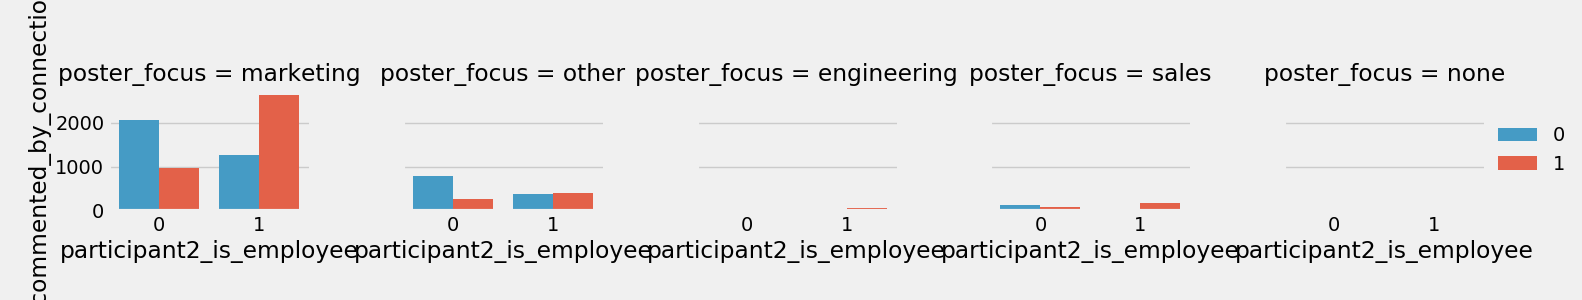 commented_by_connectio
poster_focus = marketing
poster_focus = other
poster_focus = engineering
poster_focus = sales
poster_focus = none
2000
1000
0
0 1
0 1
0 1
0 1
0 1
participant2_is_employee
participant2_is_employee
participant2_is_employee
participant2_is_employee
participant2_is_employee
0
1